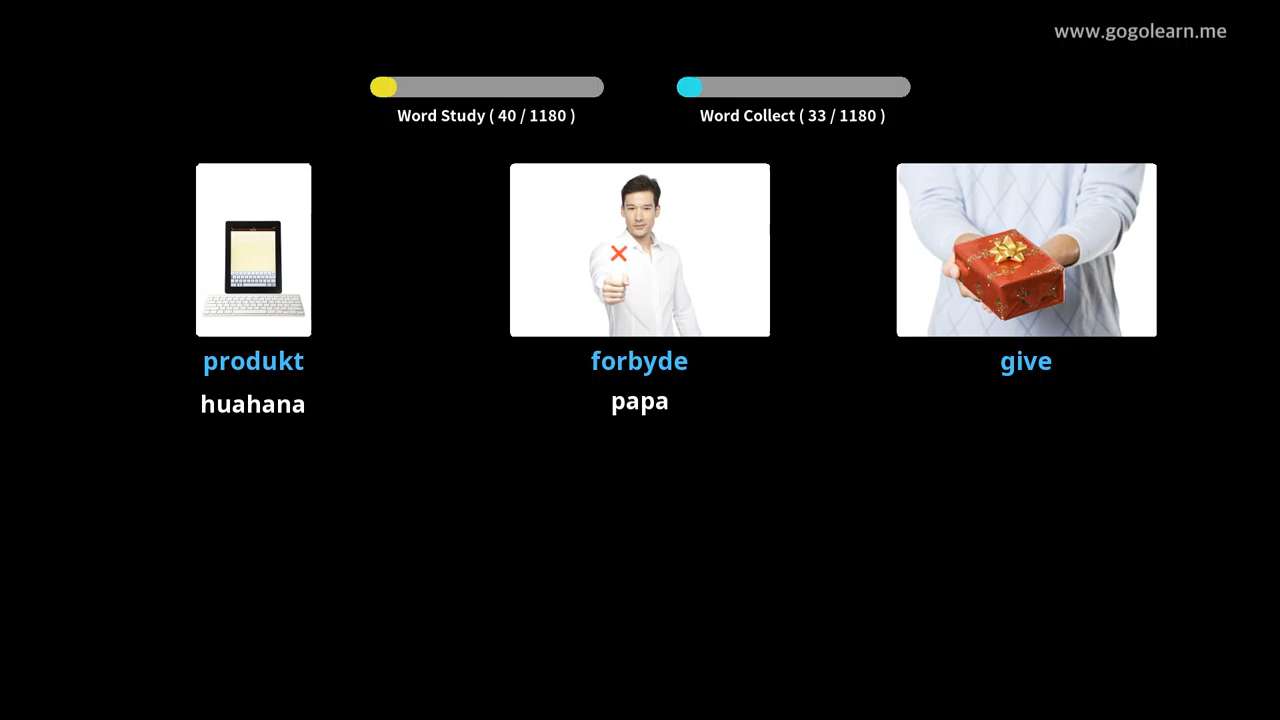 www.gogolearn.me
Word Study ( 40 / 1180 )
Word Collect ( 33 / 1180 )
produkt
forbyde
give
huahana
papa